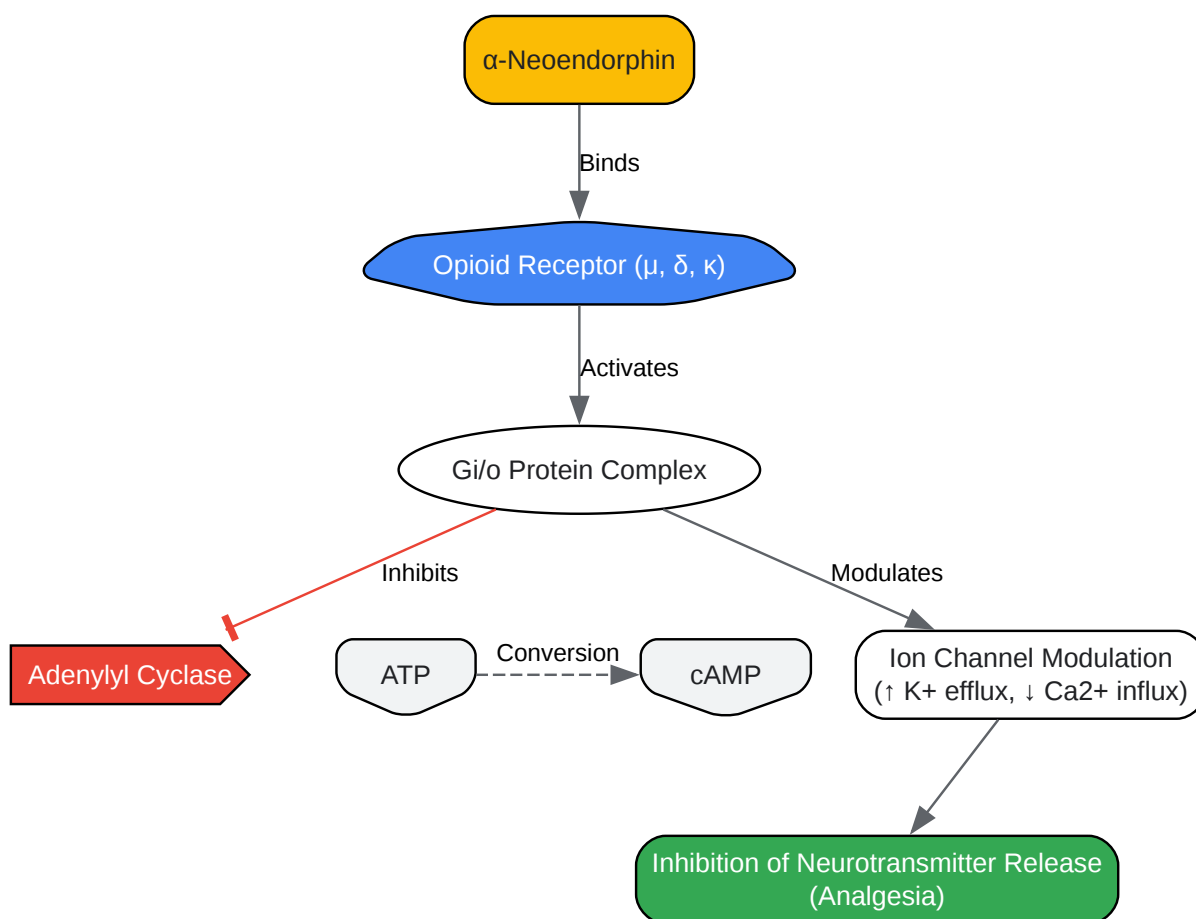 α-Neoendorphin
Binds
Opioid Receptor (μ, δ, κ)
Activates
Gi/o Protein Complex
Inhibits
Modulates
Adenylyl Cyclase
ATP
Conversion
cAMP
Ion Channel Modulation
(↑ K+ efflux, ↓ Ca2+ influx)
Inhibition of Neurotransmitter Release
(Analgesia)